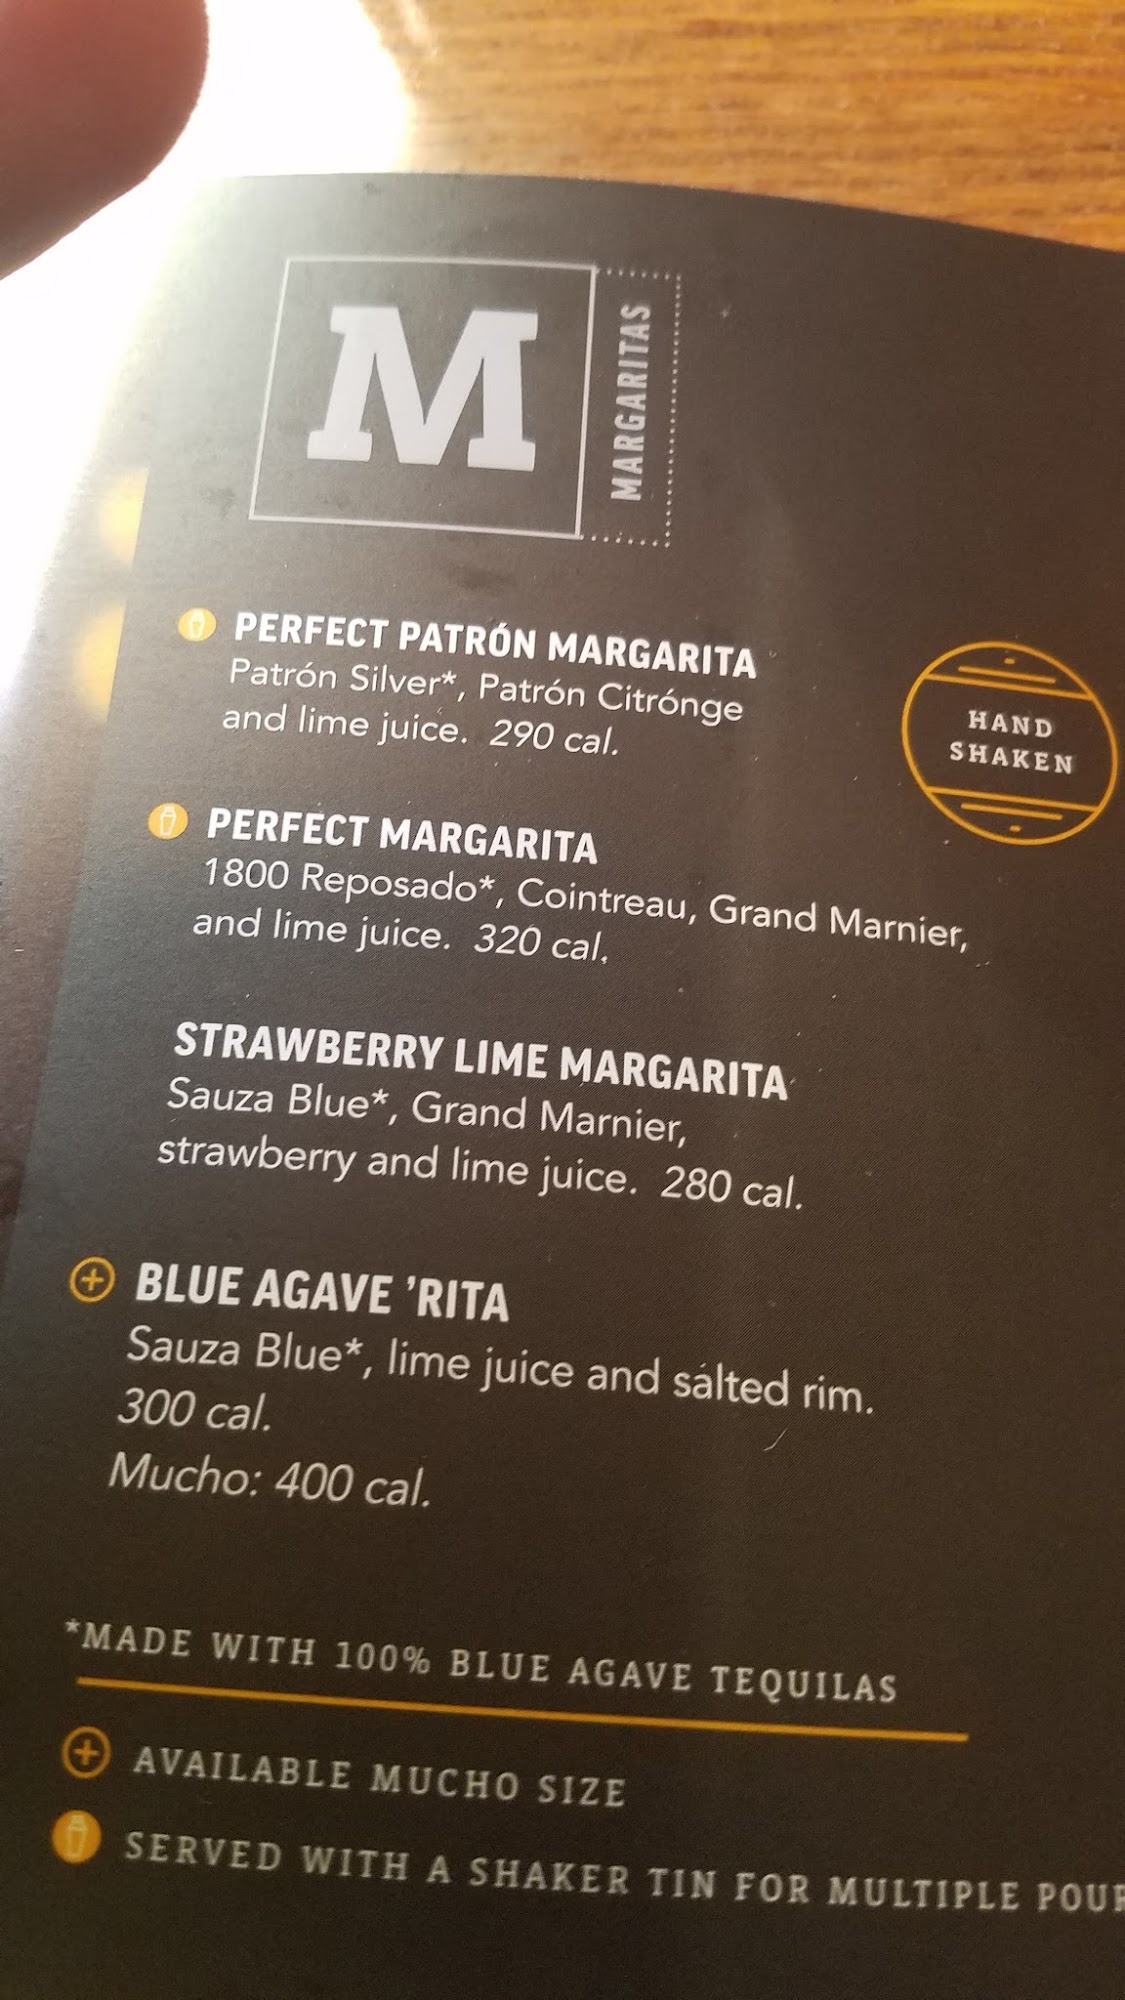 M
MARGARITAS
PERFECT PATRÓN MARGARITA
Patrón Silver*, Patrón Citrónge
and lime juice. 290 cal.
HAND
SHAKEN
PERFECT MARGARITA
1800 Reposado*, Cointreau, Grand Marnier,
and lime juice. 320 cal.
STRAWBERRY LIME MARGARITA
Sauza Blue*, Grand Marnier,
strawberry and lime juice. 280 cal.
BLUE AGAVE 'RITA
Sauza Blue*, lime juice and salted rim.
300 cal.
Mucho: 400 cal.
*MADE WITH 100% BLUE AGAVE TEQUILAS
AVAILABLE MUCHO SIZE
SERVED WITH A SHAKER TIN FOR MULTIPLE